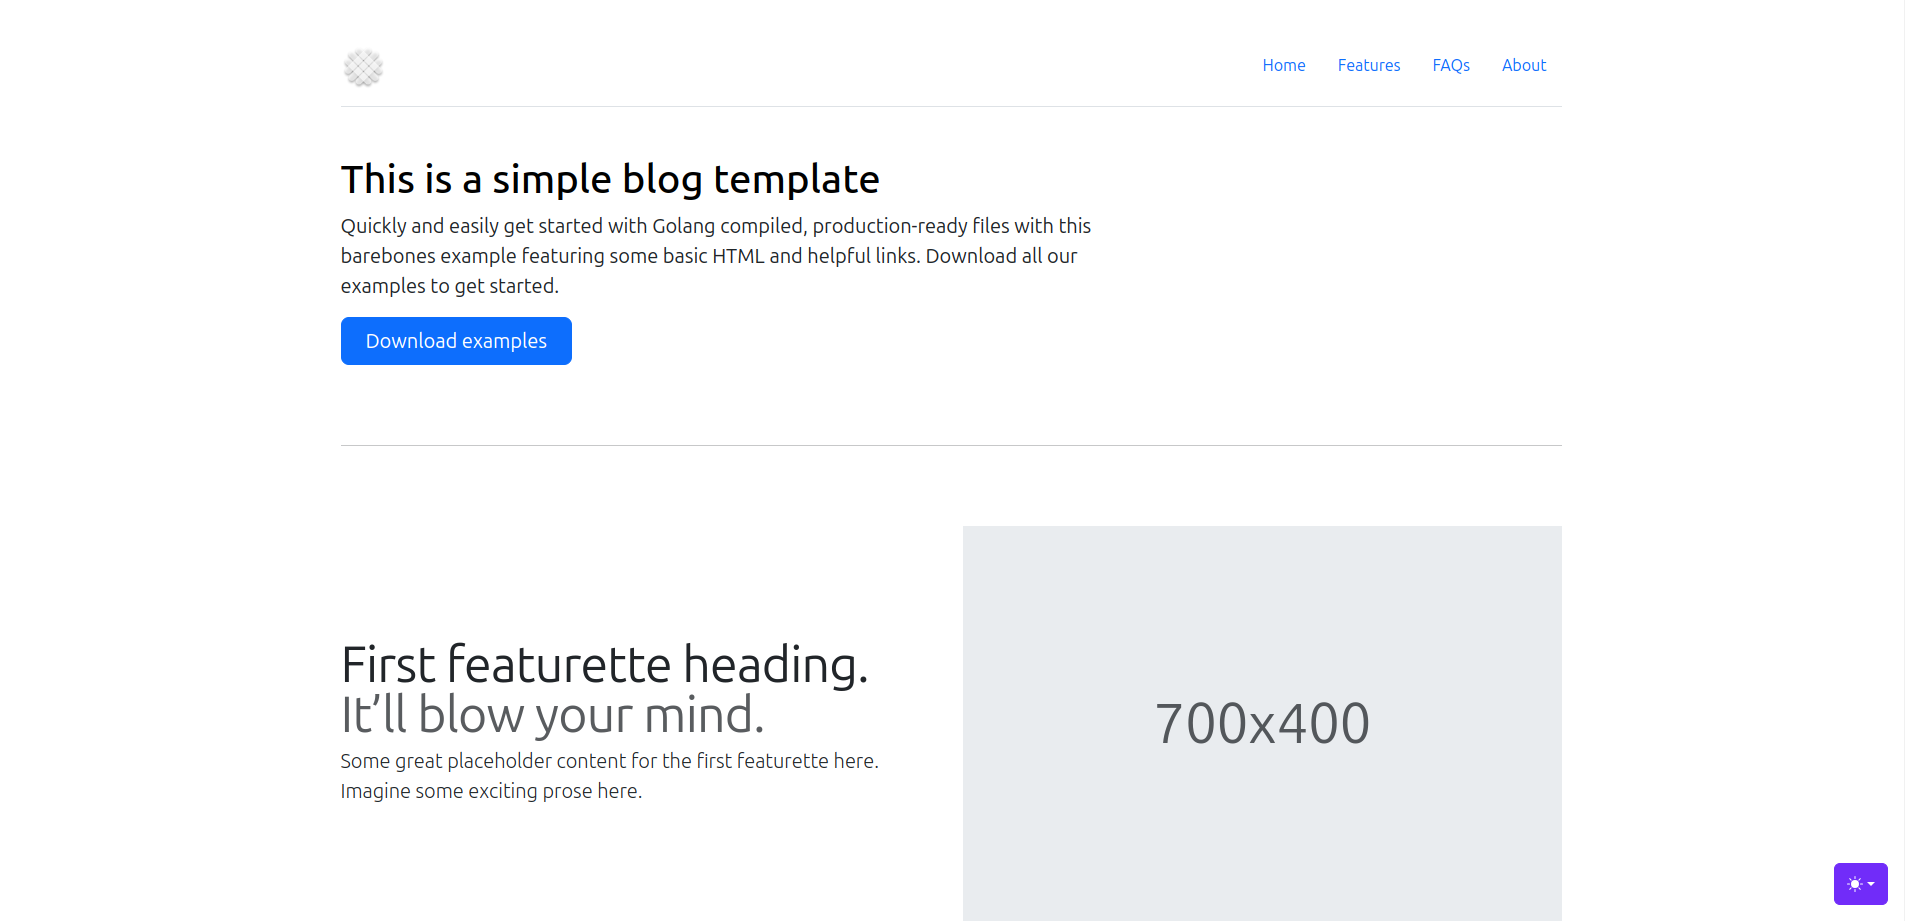 Home Features FAQs About
This is a simple blog template
Quickly and easily get started with Golang compiled, production-ready files with this
barebones example featuring some basic HTML and helpful links. Download all our
examples to get started.
Download examples
First featurette heading.
It’ll blow your mind.
Some great placeholder content for the first featurette here.
Imagine some exciting prose here.
700x400